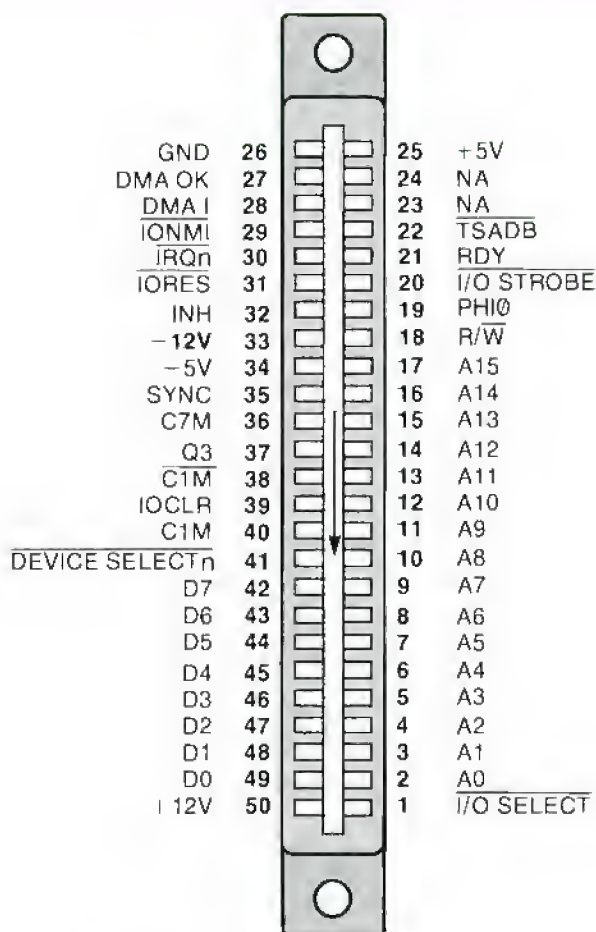 GND 26 25 +5V
DMA OK 27 24 NA
DMA I 28 23 NA
IONMI 29 22 TSADB
IRQn 30 21 RDY
IORES 31 20 I/O STROBE
INH 32 19 PHI0
−12V 33 18 R/W
−5V 34 17 A15
SYNC 35 16 A14
C7M 36 15 A13
Q3 37 14 A12
C1M 38 13 A11
IOCLR 39 12 A10
C1M 40 11 A9
DEVICE SELECTn 41 10 A8
D7 42 9 A7
D6 43 8 A6
D5 44 7 A5
D4 45 6 A4
D3 46 5 A3
D2 47 4 A2
D1 48 3 A1
D0 49 2 A0
+12V 50 1 I/O SELECT